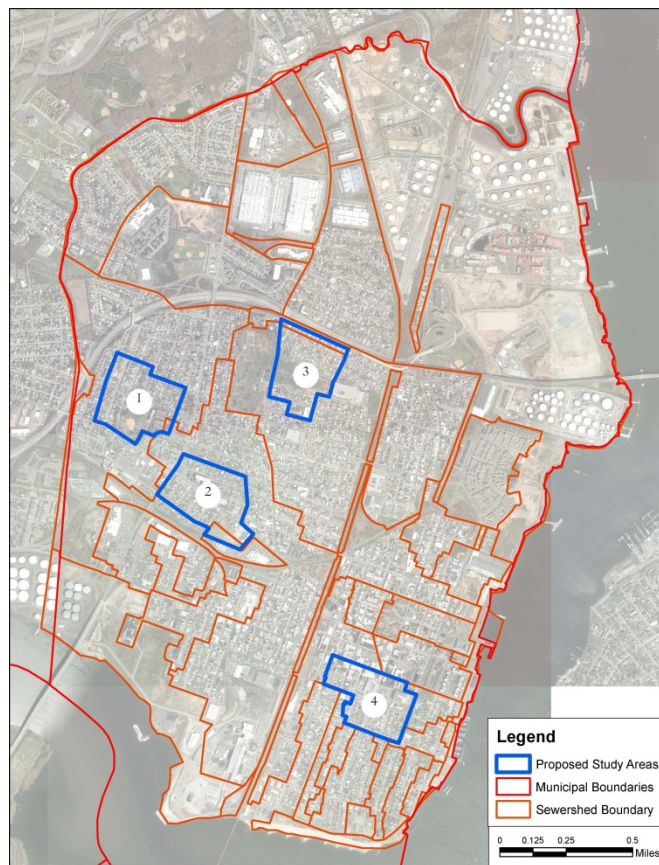 3
1
2
4
Legend
Proposed Study Areas
Municipal Boundaries
Sewershed Boundary
0 0.125 0.25 0.5
Miles